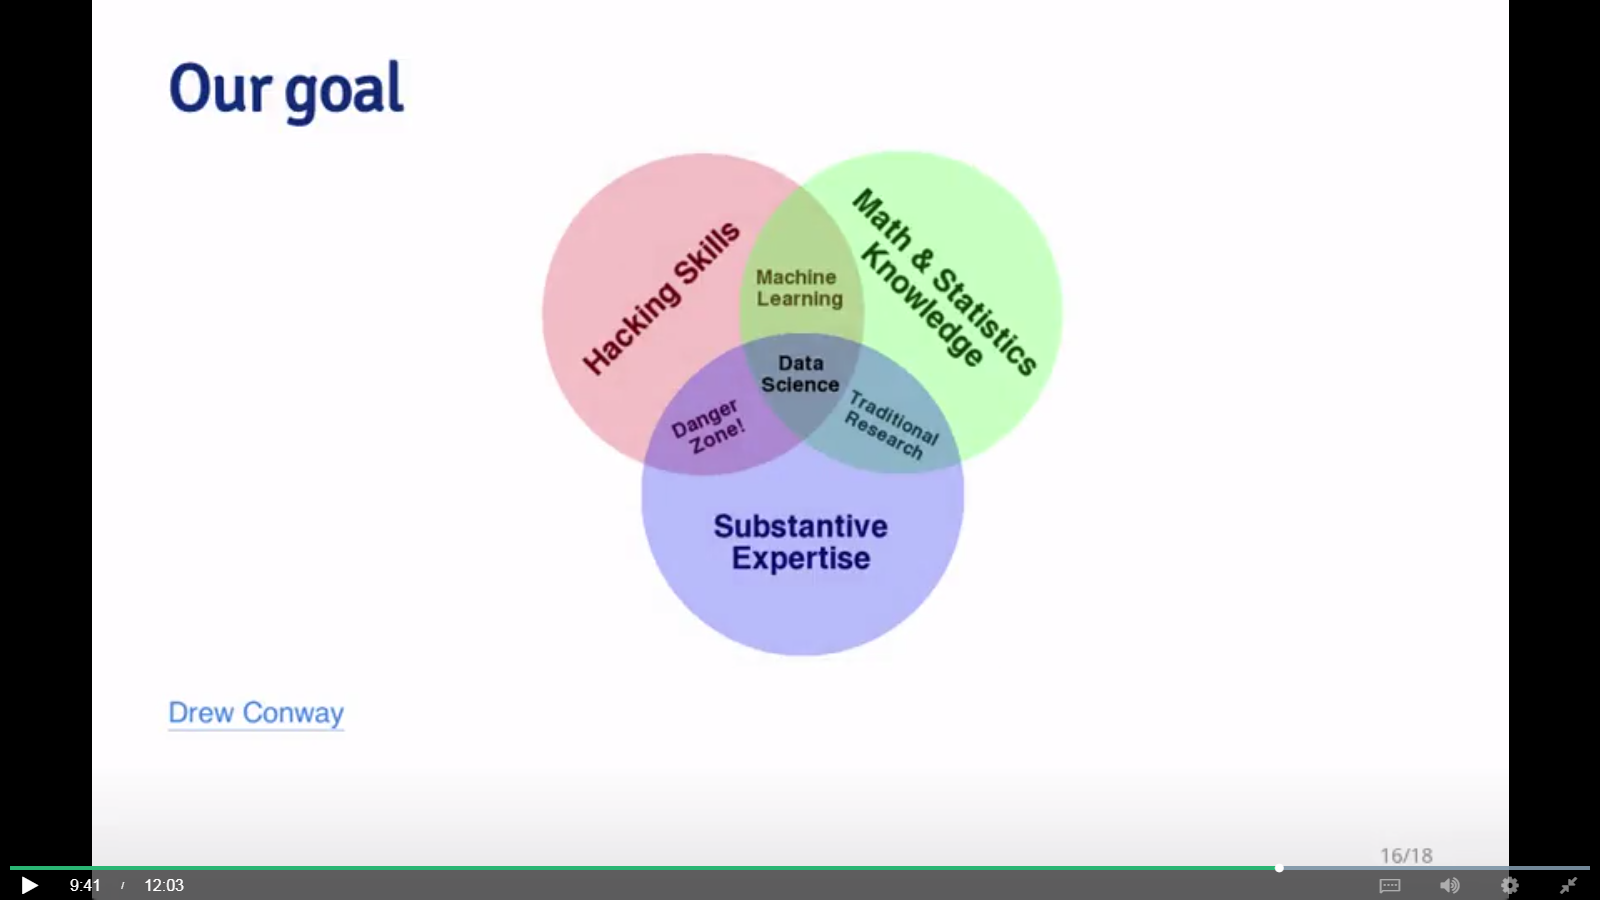 Our goal
Hacking Skills
Math & Statistics
Knowledge
Machine
Learning
Data
Science
Danger
Zone!
Traditional
Research
Substantive
Expertise
Drew Conway
16/18
9:41 / 12:03